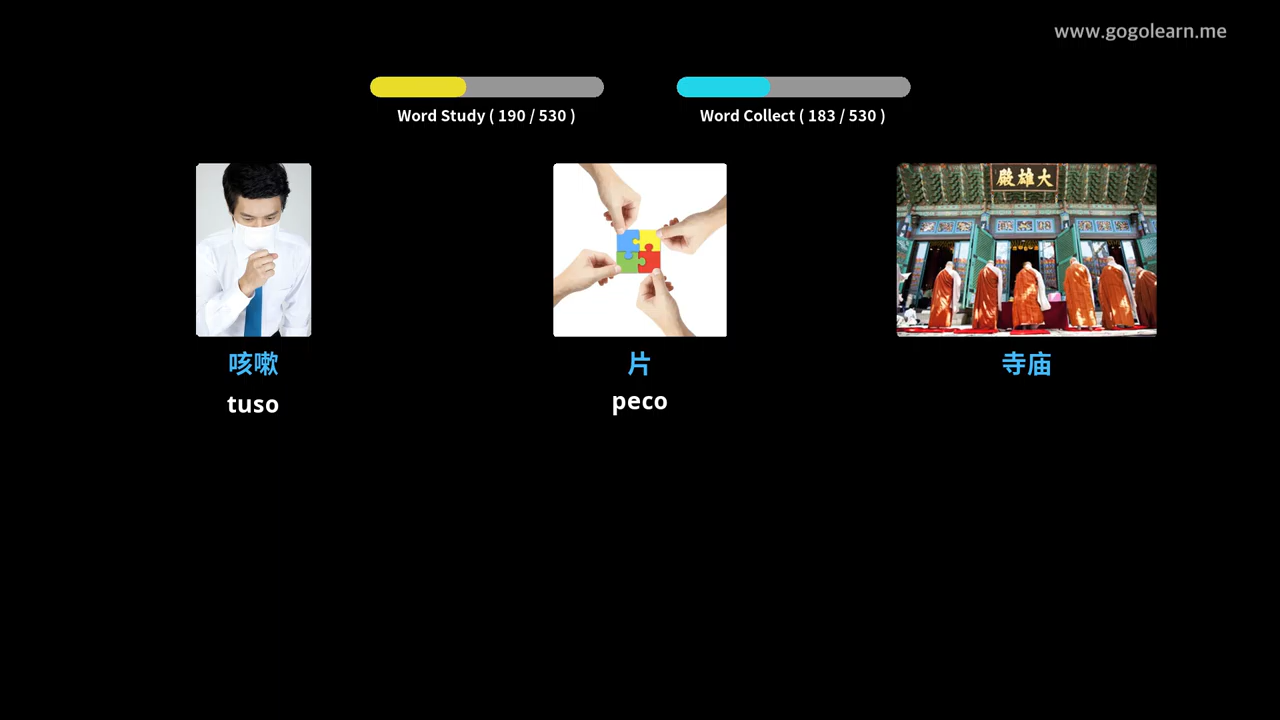 www.gogolearn.me
Word Study ( 190 / 530 )
Word Collect ( 183 / 530 )
殿雄大
咳嗽
片
寺庙
tuso
peco